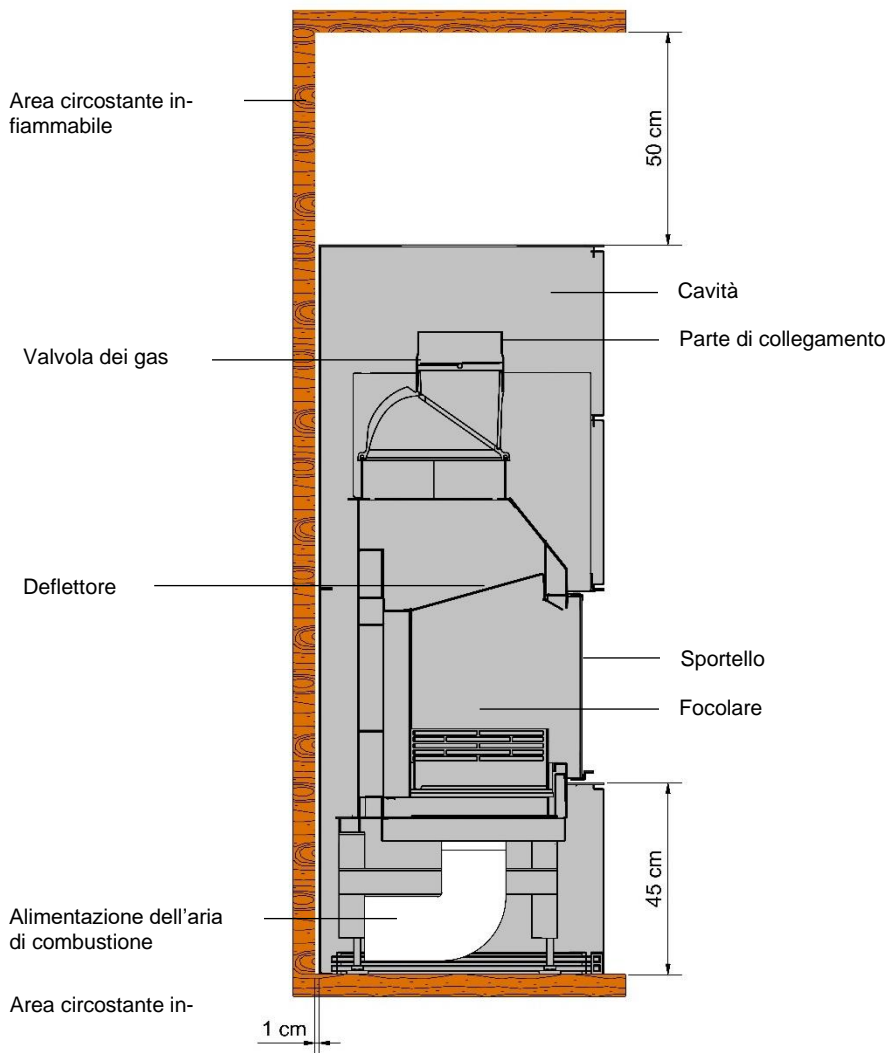 Area circostante in-
fiammabile
50 cm
Cavità
Parte di collegamento
Valvola dei gas
Deflettore
Sportello
Focolare
45 cm
Alimentazione dell'aria
di combustione
Area circostante in-
1 cm